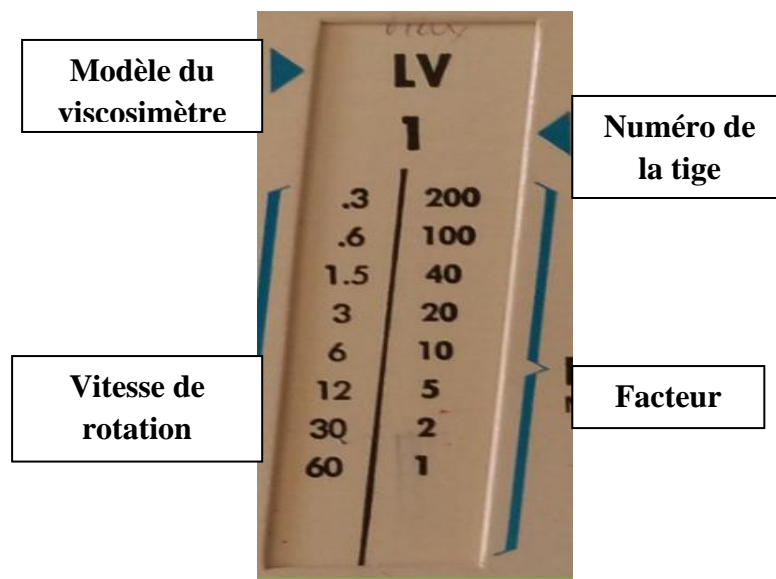 Modèle du
viscosimètre
LV
1
Numéro de
la tige
.3 200
.6 100
1.5 40
3 20
6 10
12 5
30 2
60 1
Vitesse de
rotation
Facteur